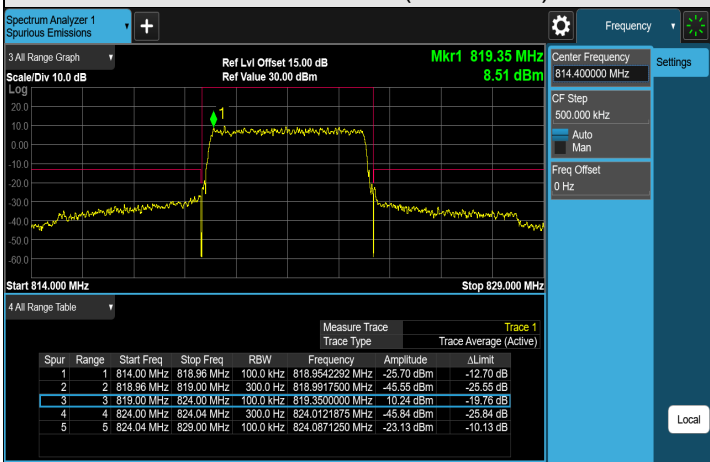 Spectrum Analyzer 1
Spurious Emissions
Frequency
3 All Range Graph
Ref Lvl Offset 15.00 dB
Mkr1 819.35 MHz
Scale/Div 10.0 dB
Ref Value 30.00 dBm
8.51 dBm
Log
20.0
10.0
0.00
-10.0
-20.0
-30.0
-40.0
-50.0
-60.0
1
Start 814.000 MHz
Stop 829.000 MHz
Center Frequency
814.400000 MHz
Settings
CF Step
500.000 kHz
Auto
Man
Freq Offset
0 Hz
Local
4 All Range Table
Measure Trace Trace 1
Trace Type Trace Average (Active)
Spur Range Start Freq Stop Freq RBW Frequency Amplitude ΔLimit
1 1 814.00 MHz 818.96 MHz 100.0 kHz 818.9542292 MHz -25.70 dBm -12.70 dB
2 2 818.96 MHz 819.00 MHz 300.0 Hz 818.9917500 MHz -45.55 dBm -25.55 dB
3 3 819.00 MHz 824.00 MHz 100.0 kHz 819.3500000 MHz 10.24 dBm -19.76 dB
4 4 824.00 MHz 824.04 MHz 300.0 Hz 824.0121875 MHz -45.84 dBm -25.84 dB
5 5 824.04 MHz 829.00 MHz 100.0 kHz 824.0871250 MHz -23.13 dBm -10.13 dB